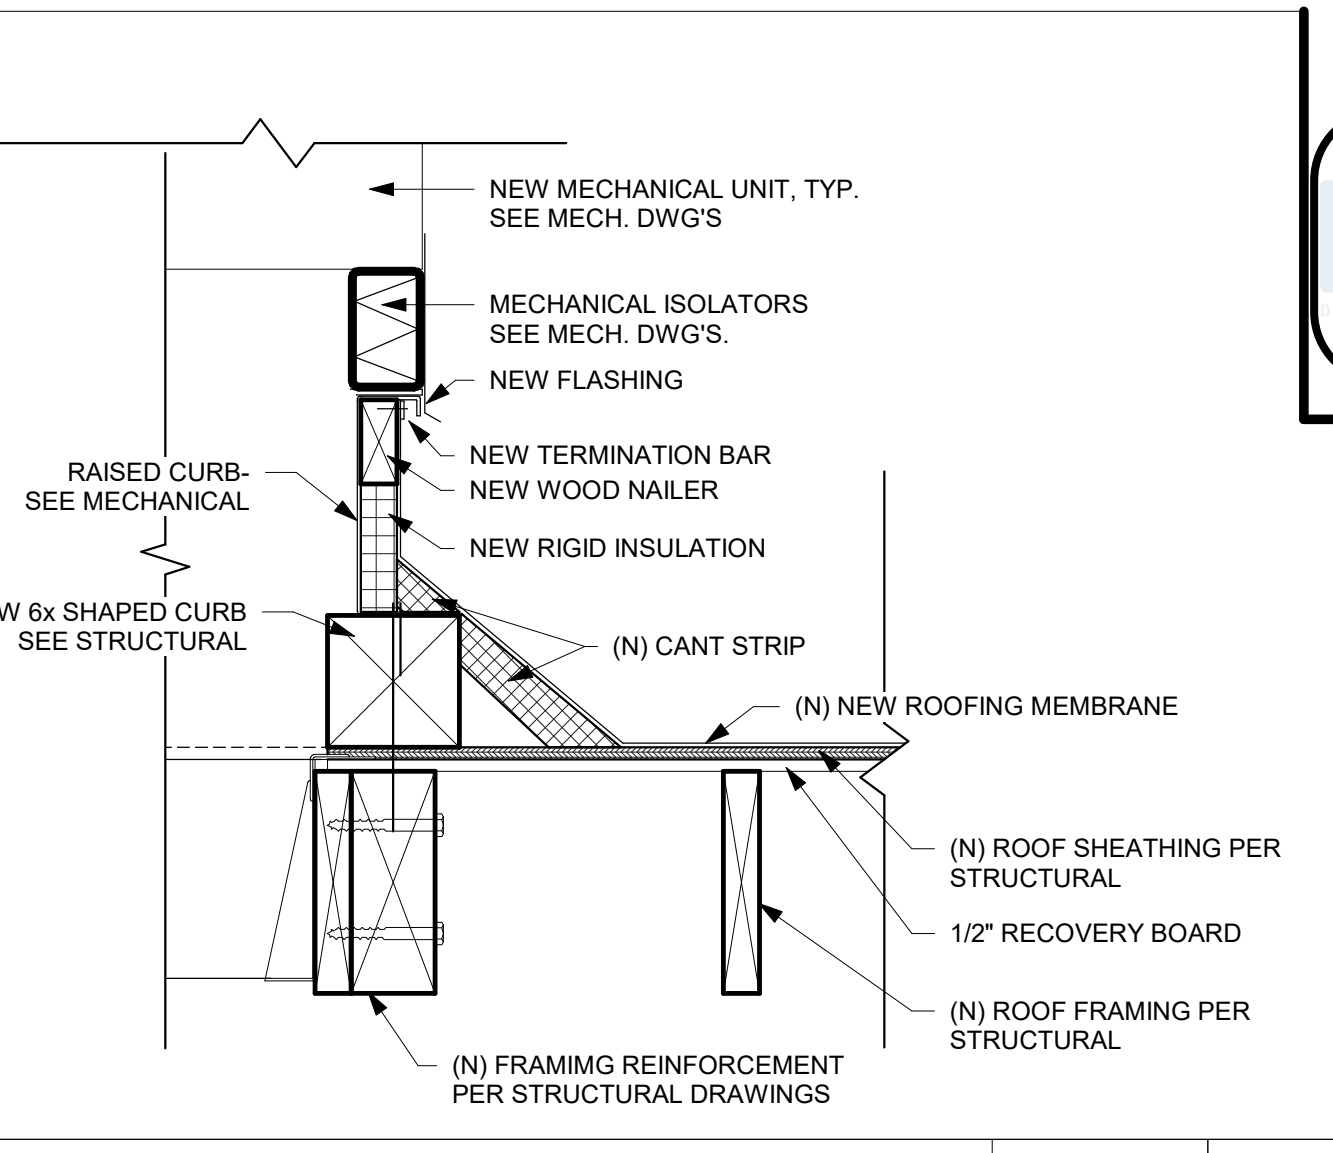 NEW MECHANICAL UNIT, TYP.
SEE MECH. DWG'S
MECHANICAL ISOLATORS
SEE MECH. DWG'S.
NEW FLASHING
NEW TERMINATION BAR
RAISED CURB-
SEE MECHANICAL
NEW WOOD NAILER
NEW RIGID INSULATION
W 6x SHAPED CURB
SEE STRUCTURAL
(N) CANT STRIP
(N) NEW ROOFING MEMBRANE
(N) ROOF SHEATHING PER
STRUCTURAL
1/2" RECOVERY BOARD
(N) ROOF FRAMING PER
STRUCTURAL
(N) FRAMIMG REINFORCEMENT
PER STRUCTURAL DRAWINGS